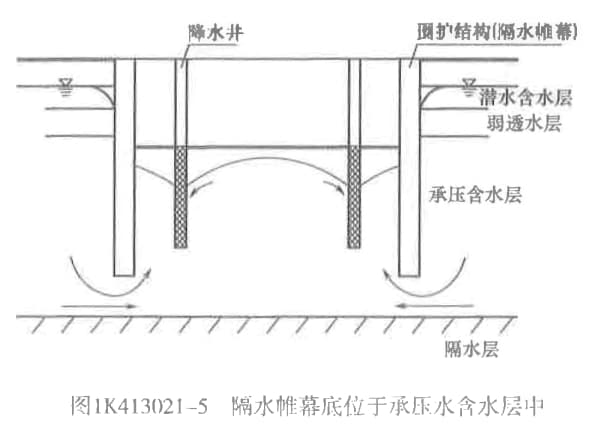 降水井 围护结构(隔水帷幕)
潜水含水层
弱透水层
承压含水层
隔水层
图1K413021-5 隔水帷幕底位于承压水含水层中